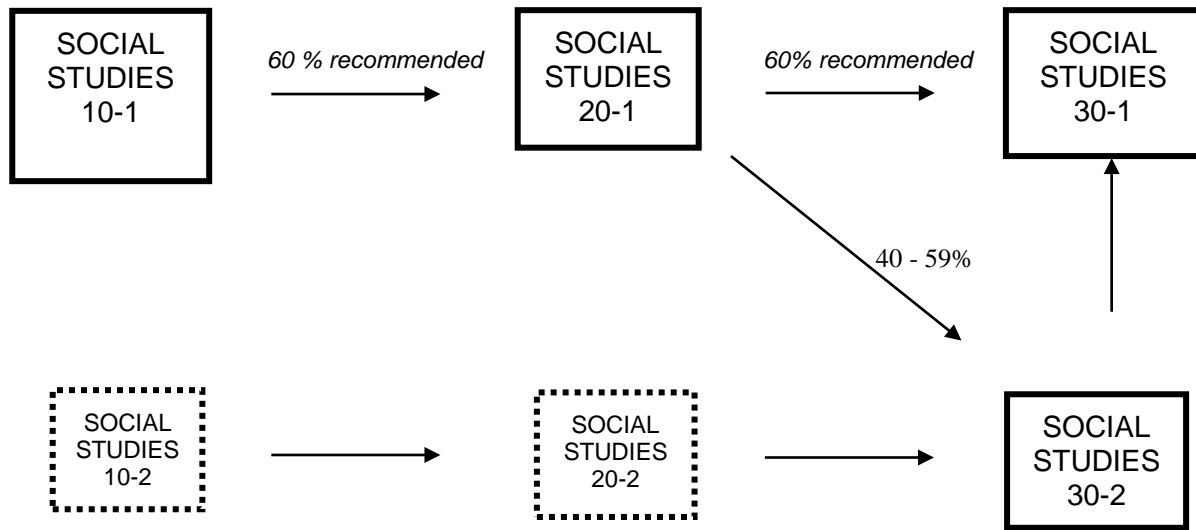 SOCIAL
STUDIES
10-1
60 % recommended
SOCIAL
STUDIES
20-1
60% recommended
SOCIAL
STUDIES
30-1
40 - 59%
SOCIAL
STUDIES
10-2
SOCIAL
STUDIES
20-2
SOCIAL
STUDIES
30-2